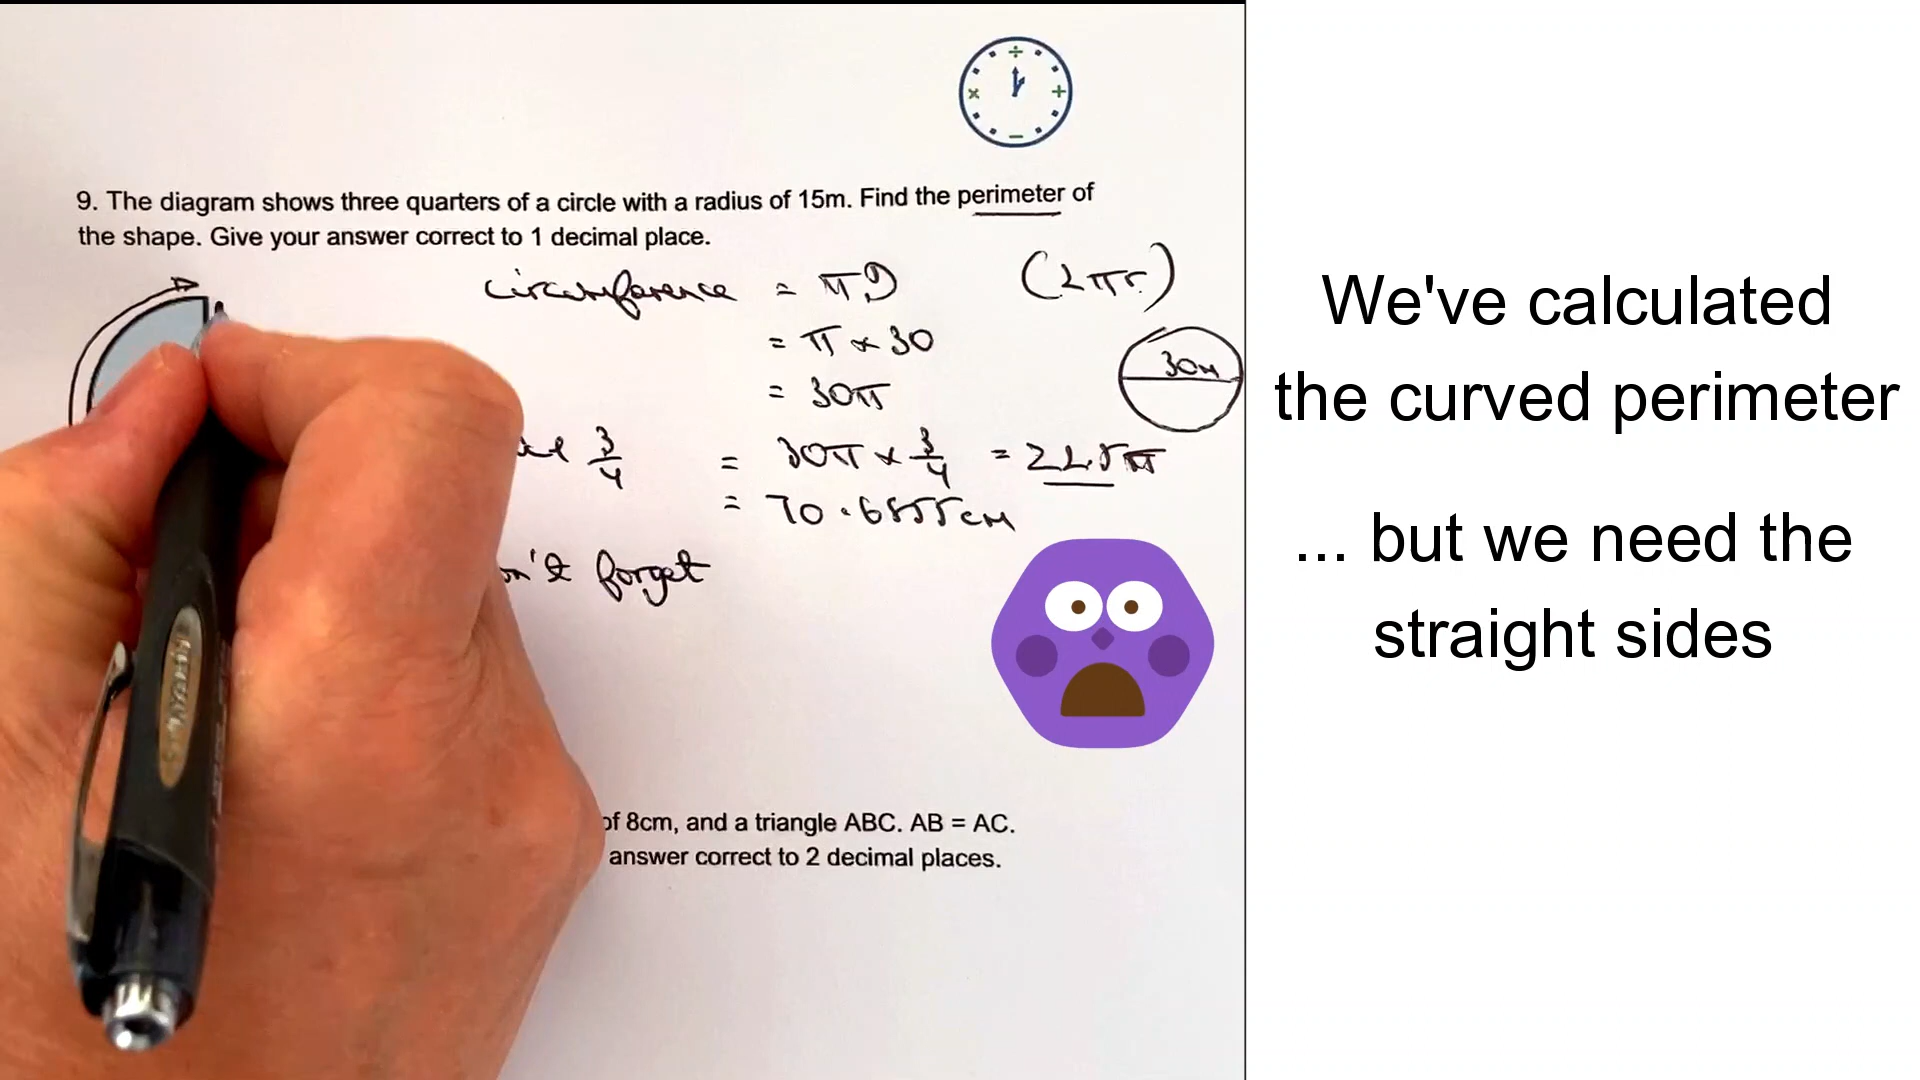 9. The diagram shows three quarters of a circle with a radius of 15m. Find the perimeter of
the shape. Give your answer correct to 1 decimal place.
circumference = πD (2πr)
= π × 30
30m
= 30π
3/4 = 30π × 3/4 = 22.5π
= 70.6855cm
forget
of 8cm, and a triangle ABC. AB = AC.
answer correct to 2 decimal places.
We've calculated
the curved perimeter
... but we need the
straight sides